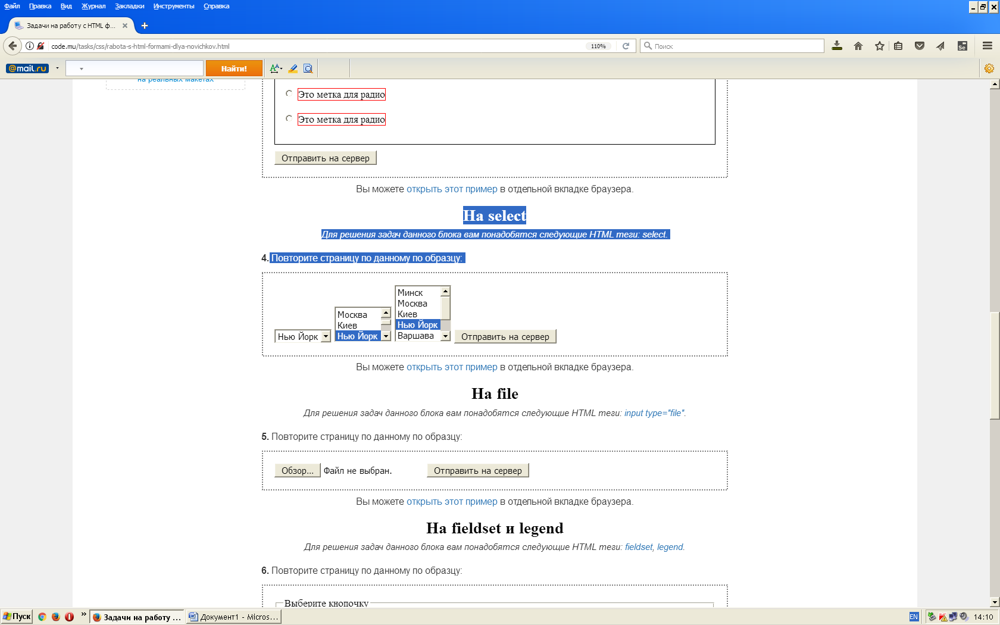 Файл Правка Вид Журнал Закладки Инструменты Справка
Задачи на работу с HTML ф...
code.mu/tasks/css/rabota-s-html-formami-dlya-novichkov.html 110% Поиск
@mail.ru Найти!
на реальных макетах
Это метка для радио
Это метка для радио
Отправить на сервер
Вы можете открыть этот пример в отдельной вкладке браузера.
На select
Для решения задач данного блока вам понадобятся следующие HTML теги: select.
4. Повторите страницу по данному по образцу:
Минск
Москва
Киев
Нью Йорк
Варшава
Москва
Киев
Нью Йорк
Нью Йорк
Отправить на сервер
Вы можете открыть этот пример в отдельной вкладке браузера.
На file
Для решения задач данного блока вам понадобятся следующие HTML теги: input type="file".
5. Повторите страницу по данному по образцу:
Обзор... Файл не выбран. Отправить на сервер
Вы можете открыть этот пример в отдельной вкладке браузера.
На fieldset и legend
Для решения задач данного блока вам понадобятся следующие HTML теги: fieldset, legend.
6. Повторите страницу по данному по образцу:
Выберите кнопочку
Пуск Задачи на работу ... Документ1 - Micros... EN 14:10